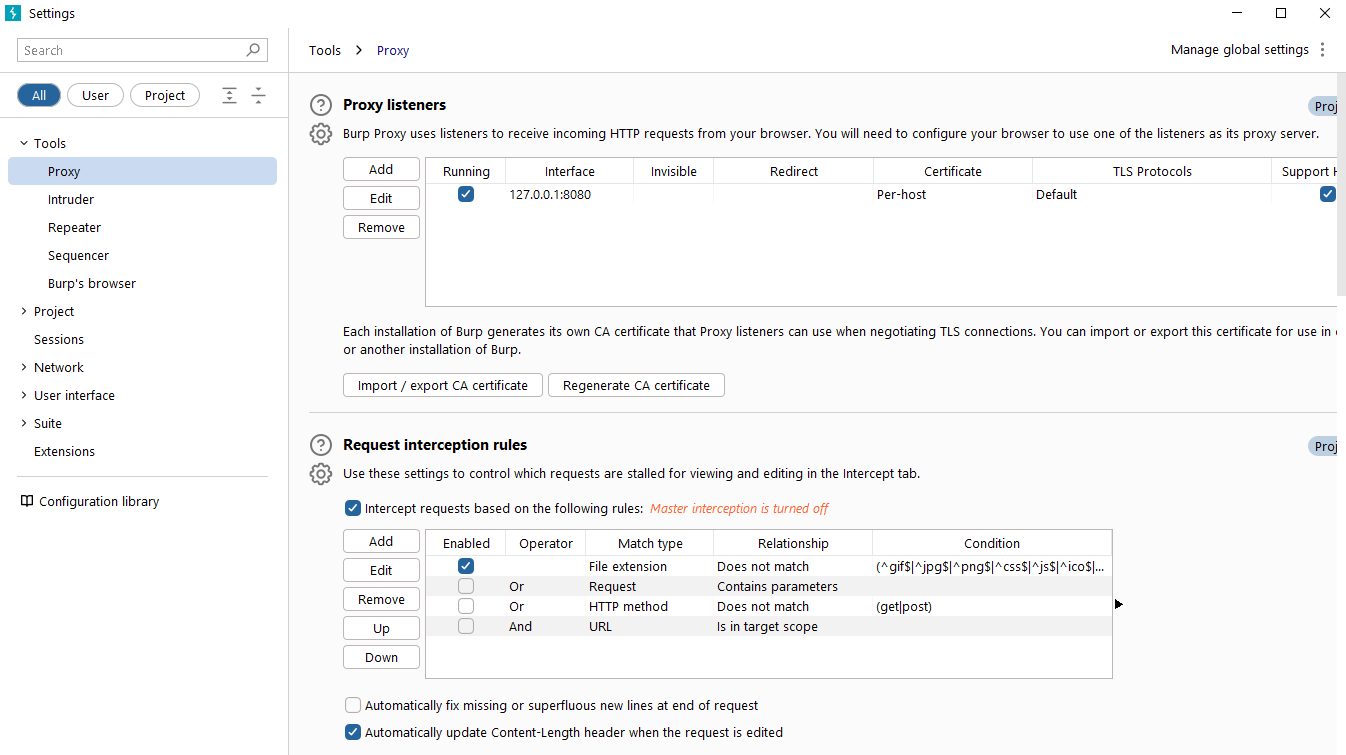 Settings
Search
Tools > Proxy
Manage global settings
All User Project
Tools
Proxy
Intruder
Repeater
Sequencer
Burp's browser
Project
Sessions
Network
User interface
Suite
Extensions
Configuration library
Proxy listeners
Proj
Burp Proxy uses listeners to receive incoming HTTP requests from your browser. You will need to configure your browser to use one of the listeners as its proxy server.
Add
Edit
Remove
Running Interface Invisible Redirect Certificate TLS Protocols Support H
127.0.0.1:8080 Per-host Default
Each installation of Burp generates its own CA certificate that Proxy listeners can use when negotiating TLS connections. You can import or export this certificate for use in
or another installation of Burp.
Import / export CA certificate Regenerate CA certificate
Request interception rules
Proj
Use these settings to control which requests are stalled for viewing and editing in the Intercept tab.
Intercept requests based on the following rules: Master interception is turned off
Add
Edit
Remove
Up
Down
Enabled Operator Match type Relationship Condition
File extension Does not match (^gif$|^jpg$|^png$|^css$|^js$|^ico$|...
Or Request Contains parameters
Or HTTP method Does not match (get|post)
And URL Is in target scope
Automatically fix missing or superfluous new lines at end of request
Automatically update Content-Length header when the request is edited